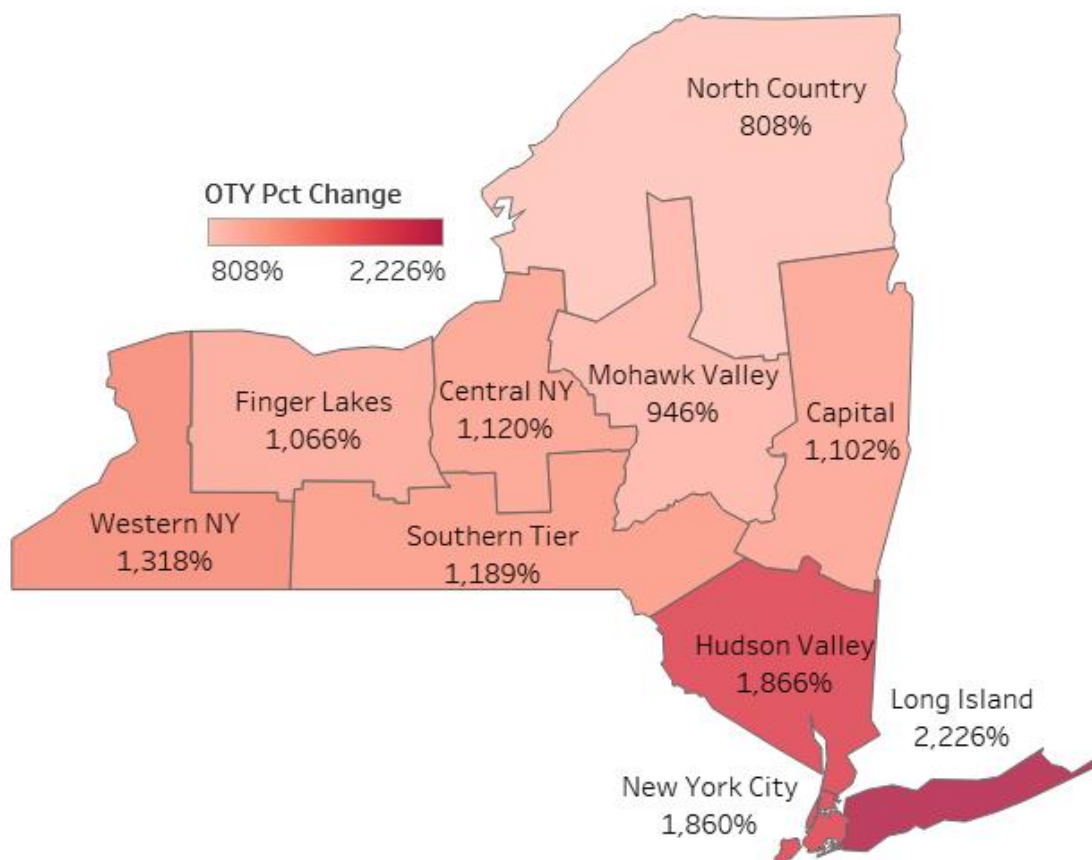 North Country
808%
OTY Pct Change
808%
2,226%
Finger Lakes
1,066%
Central NY
1,120%
Mohawk Valley
946%
Capital
1,102%
Western NY
1,318%
Southern Tier
1,189%
Hudson Valley
1,866%
Long Island
2,226%
New York City
1,860%